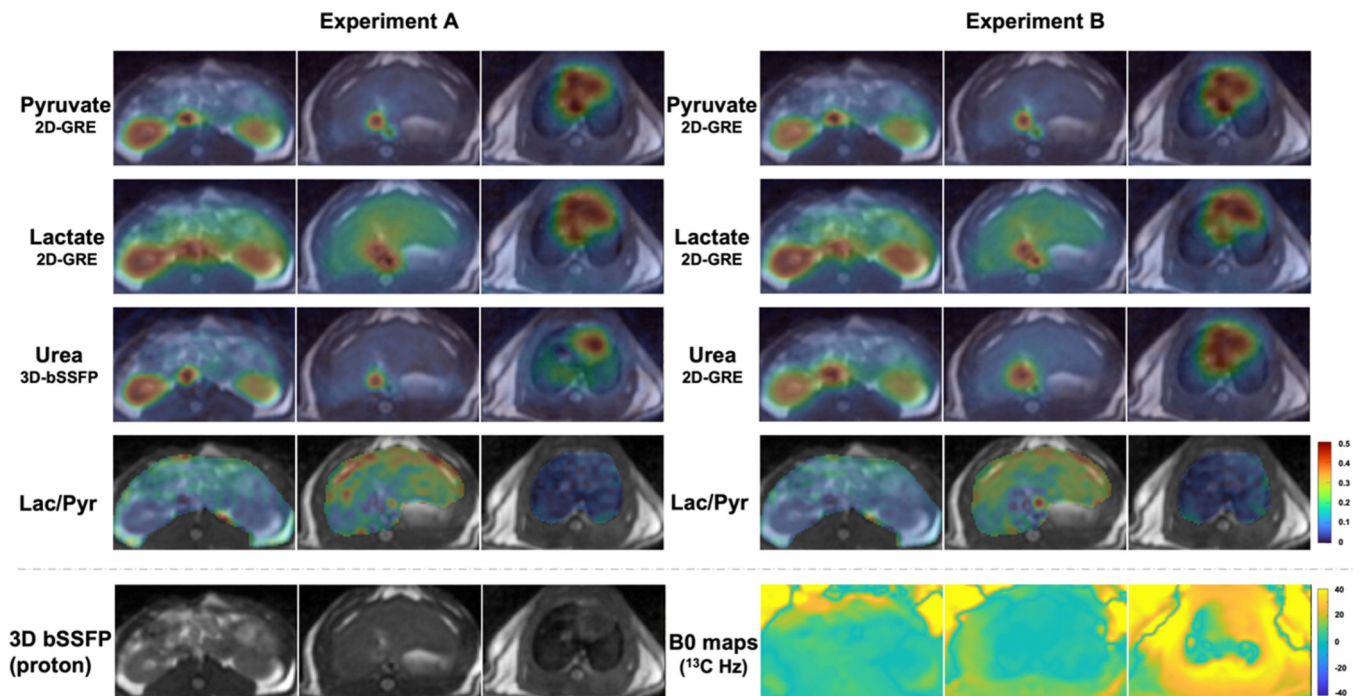 Experiment A
Experiment B
Pyruvate
2D-GRE
Pyruvate
2D-GRE
Lactate
2D-GRE
Lactate
2D-GRE
Urea
3D-bSSFP
Urea
2D-GRE
Lac/Pyr
Lac/Pyr
0.5
0.4
0.3
0.2
0.1
0
3D bSSFP
(proton)
B0 maps
(¹³C Hz)
40
20
0
-20
-40